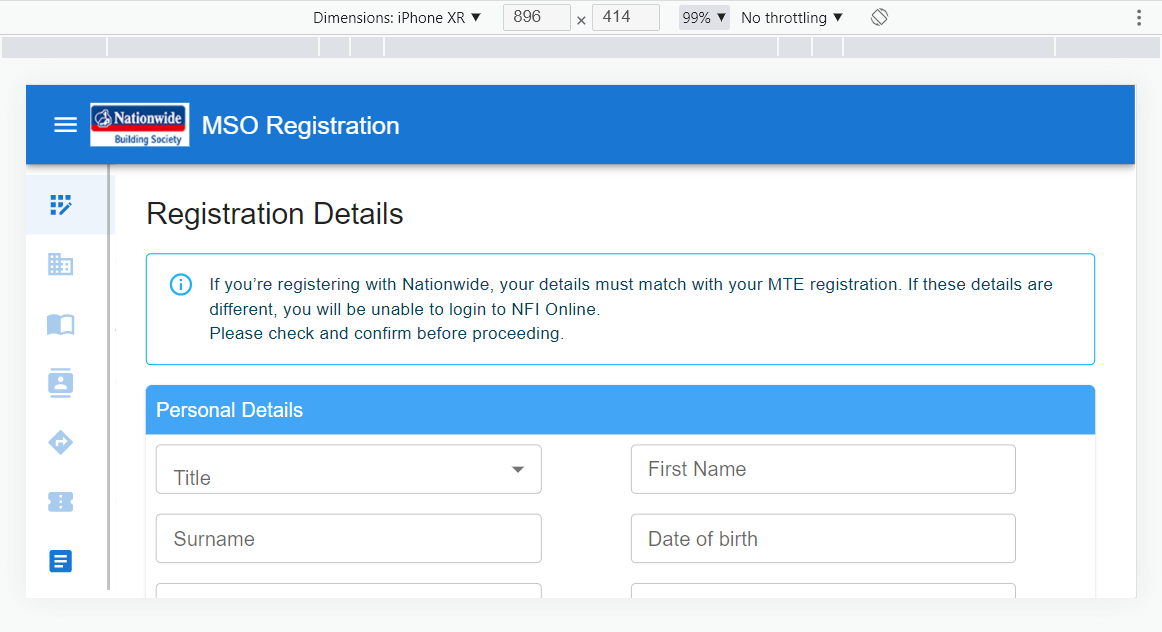 Dimensions: iPhone XR ▼ 896 × 414 99% ▼ No throttling ▼
Nationwide
Building Society
MSO Registration
Registration Details
If you’re registering with Nationwide, your details must match with your MTE registration. If these details are
different, you will be unable to login to NFI Online.
Please check and confirm before proceeding.
Personal Details
Title
First Name
Surname
Date of birth